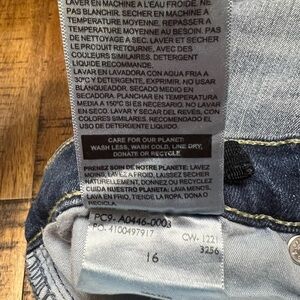 LAVER EN MACHINE A L'EAU FROIDE. NE
PAS BLANCHIR. SECHER EN MACHINE A
TEMPERATURE MOYENNE. REPASSER A
TEMPERATURE MOYENNE AU BESOIN. PAS
DE NETTOYAGE A SEC. LAVER ET SECHER
LE PRODUIT RETOURNE, AVEC DES
COULEURS SIMILAIRES. DETERGENT
LIQUIDE RECOMMANDE.
LAVAR EN LAVADORA CON AGUA FRIA A
30°C Y DETERGENTE, EXPRIMIR. NO USAR
BLANQUEADOR. SECADO MEDIO EN
SECADORA. PLANCHAR EN TEMPERATURA
MEDIA A 150°C SI ES NECESARIO. NO LAVAR
EN SECO. LAVAR Y SECAR DEL REVÉS, CON
COLORES SIMILARES. RECOMENDADO EL
USO DE DETERGENTE LIQUIDO.
CARE FOR OUR PLANET:
WASH LESS, WASH COLD, LINE DRY,
DONATE OR RECYCLE
PRENEZ SOIN DE NOTRE PLANETE: LAVEZ
MOINS, LAVEZ A FROID, LAISSEZ SECHER
NATURELLEMENT, DONNEZ OU RECYCLEZ
CUIDA NUESTRO PLANETA: LAVA MENOS,
LAVA EN FRIO, TIENDE LA ROPA, DONA O
RECICLA
PC9- A0446-0003
P.O. 4100497917 CW- 1221
3256
16